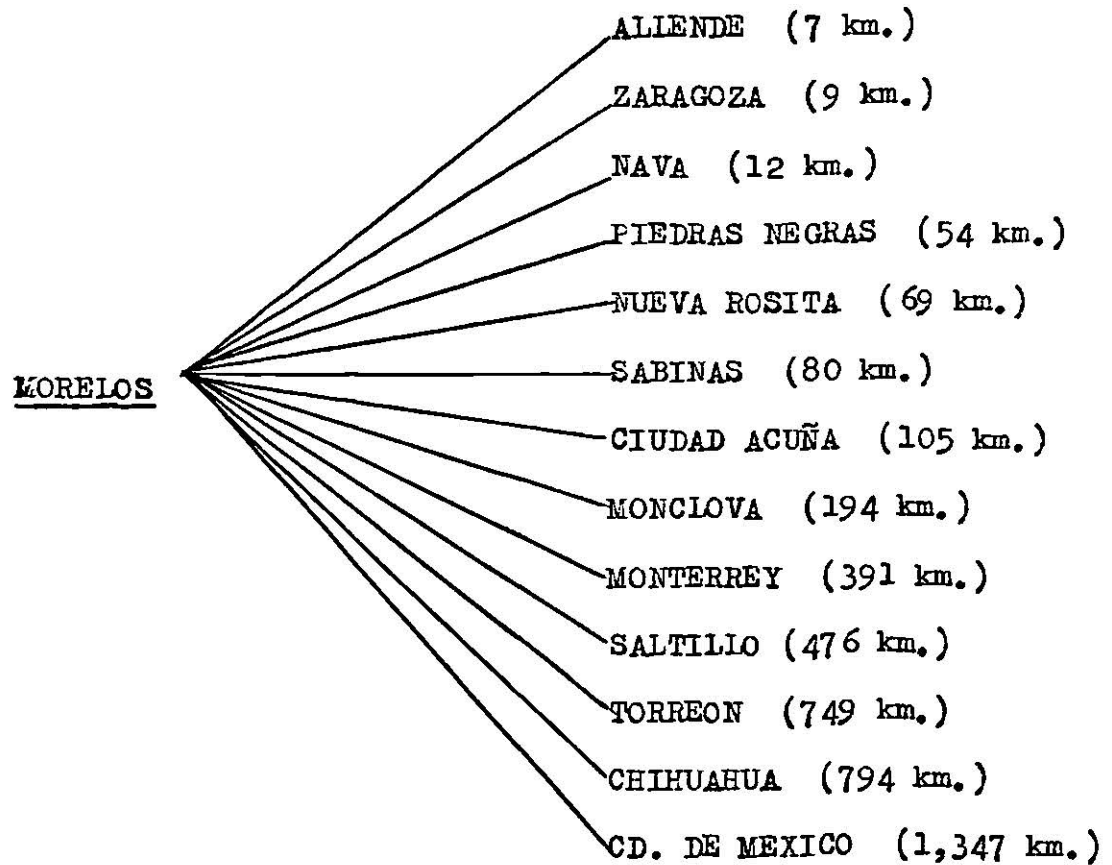 ALLENDE (7 km.)
ZARAGOZA (9 km.)
NAVA (12 km.)
PIEDRAS NEGRAS (54 km.)
NUEVA ROSITA (69 km.)
MORELOS
SABINAS (80 km.)
CIUDAD ACUÑA (105 km.)
MONCLOVA (194 km.)
MONTERREY (391 km.)
SALTILLO (476 km.)
TORREON (749 km.)
CHIHUAHUA (794 km.)
CD. DE MEXICO (1,347 km.)